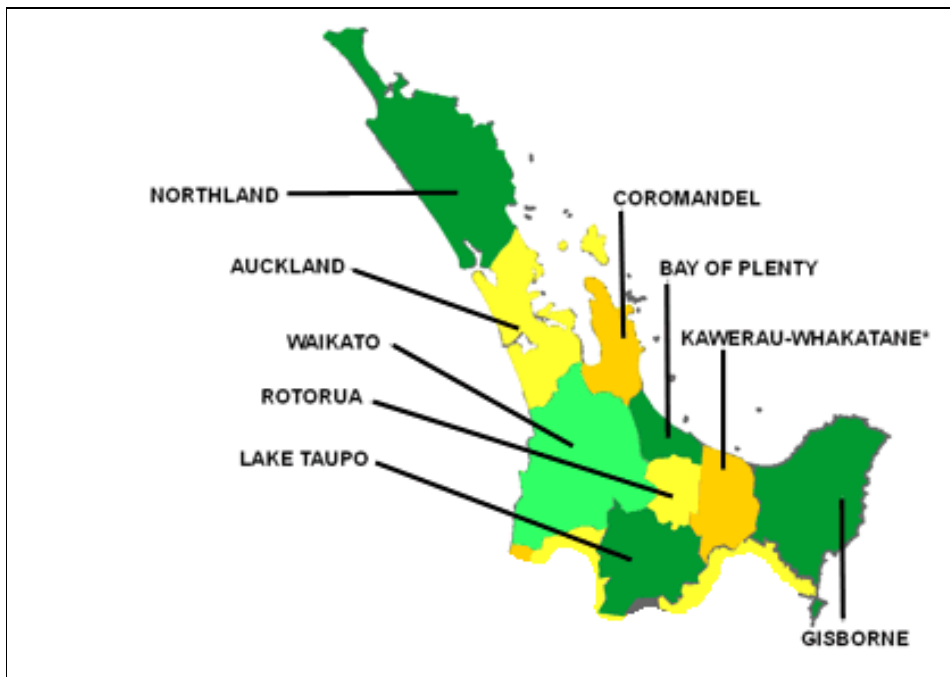 NORTHLAND
COROMANDEL
AUCKLAND
BAY OF PLENTY
WAIKATO
KAWERAU-WHAKATANE*
ROTORUA
LAKE TAUPO
GISBORNE